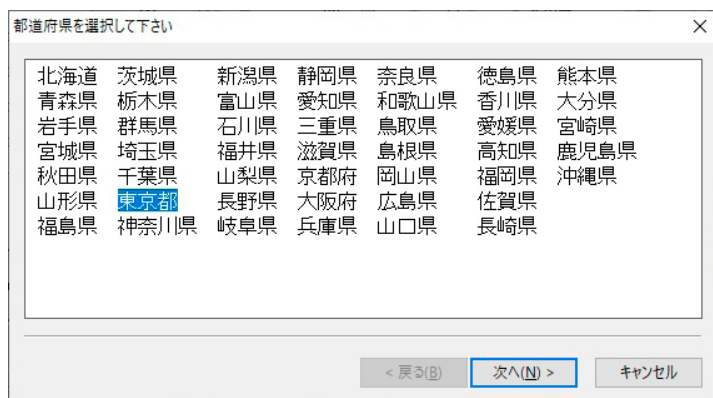 都道府県を選択して下さい
北海道 茨城県 新潟県 静岡県 奈良県 徳島県 熊本県
青森県 栃木県 富山県 愛知県 和歌山県 香川県 大分県
岩手県 群馬県 石川県 三重県 鳥取県 愛媛県 宮崎県
宮城県 埼玉県 福井県 滋賀県 島根県 高知県 鹿児島県
秋田県 千葉県 山梨県 京都府 岡山県 福岡県 沖縄県
山形県 東京都 長野県 大阪府 広島県 佐賀県
福島県 神奈川県 岐阜県 兵庫県 山口県 長崎県
< 戻る(B) 次へ(N) > キャンセル